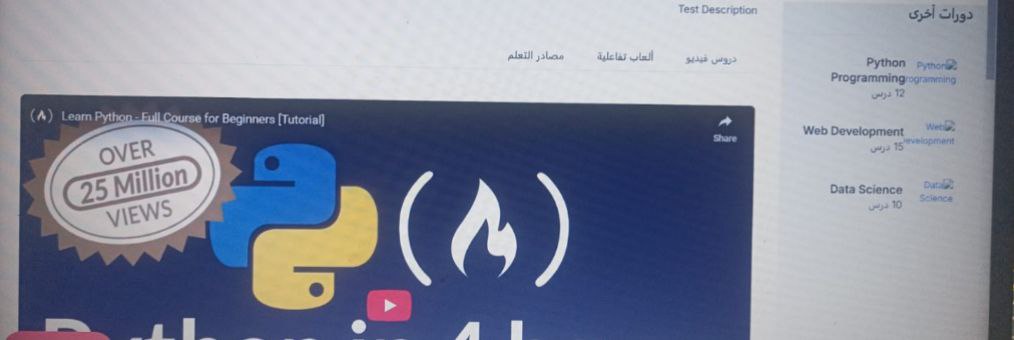 Test Description
دورات أخرى
دروس فيديو
ألعاب تفاعلية
مصادر التعلم
Python Programming
12 درس
Python
rogramming
Web Development
15 درس
Web
evelopment
Data Science
10 درس
Data
Science
Learn Python - Full Course for Beginners [Tutorial]
Share
OVER
25 Million
VIEWS